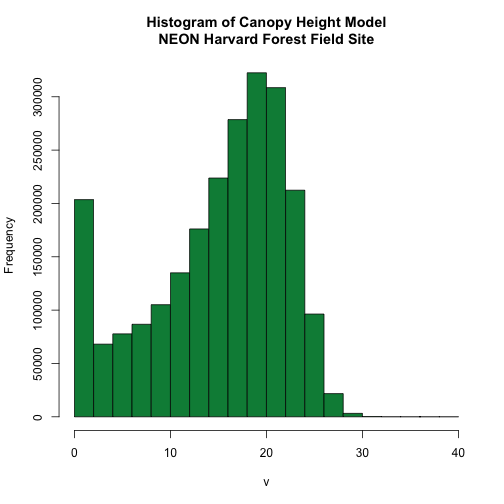 Histogram of Canopy Height Model
NEON Harvard Forest Field Site
Frequency
300000
250000
200000
150000
100000
50000
0
0 10 20 30 40
v